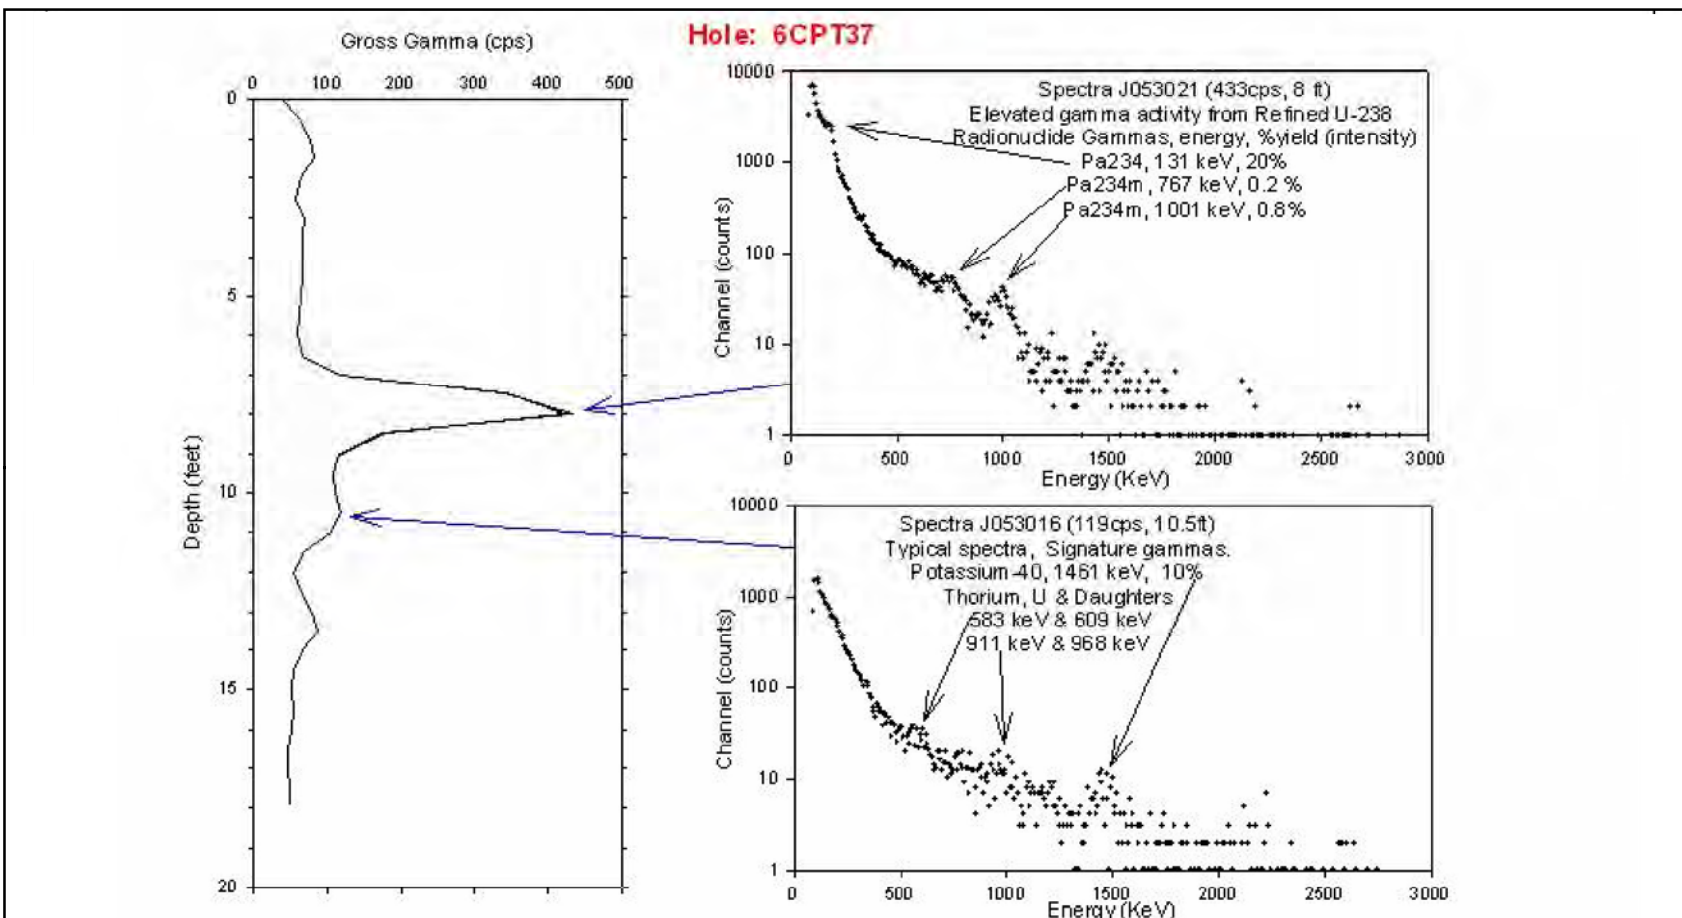 Hole: 6CPT37
Gross Gamma (cps)
0 100 200 300 400 500
0
5
10
15
20
Depth (feet)
10000
1000
100
10
1
Channel (counts)
Spectra J053021 (433cps, 8 ft)
Elevated gamma activity from Refined U-238
Radionuclide Gammas, energy, %yield (intensity)
Pa234, 131 keV, 20%
Pa234m, 767 keV, 0.2 %
Pa234m, 1001 keV, 0.8%
0 500 1000 1500 2000 2500 3000
Energy (KeV)
10000
1000
100
10
1
Channel (counts)
Spectra J053016 (119cps, 10.5ft)
Typical spectra, Signature gammas.
Potassium-40, 1461 keV, 10%
Thorium, U & Daughters
583 keV & 609 keV
911 keV & 968 keV
0 500 1000 1500 2000 2500 3000
Energy (KeV)